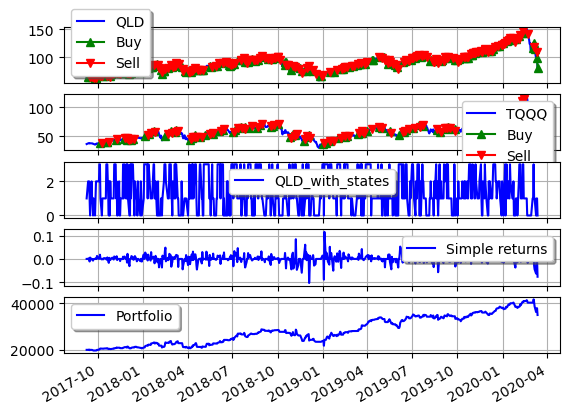 150
100
QLD
Buy
Sell
100
50
TQQQ
Buy
Sell
2
0
QLD_with_states
0.1
0.0
−0.1
Simple returns
40000
20000
Portfolio
2017-10 2018-01 2018-04 2018-07 2018-10 2019-01 2019-04 2019-07 2019-10 2020-01 2020-04